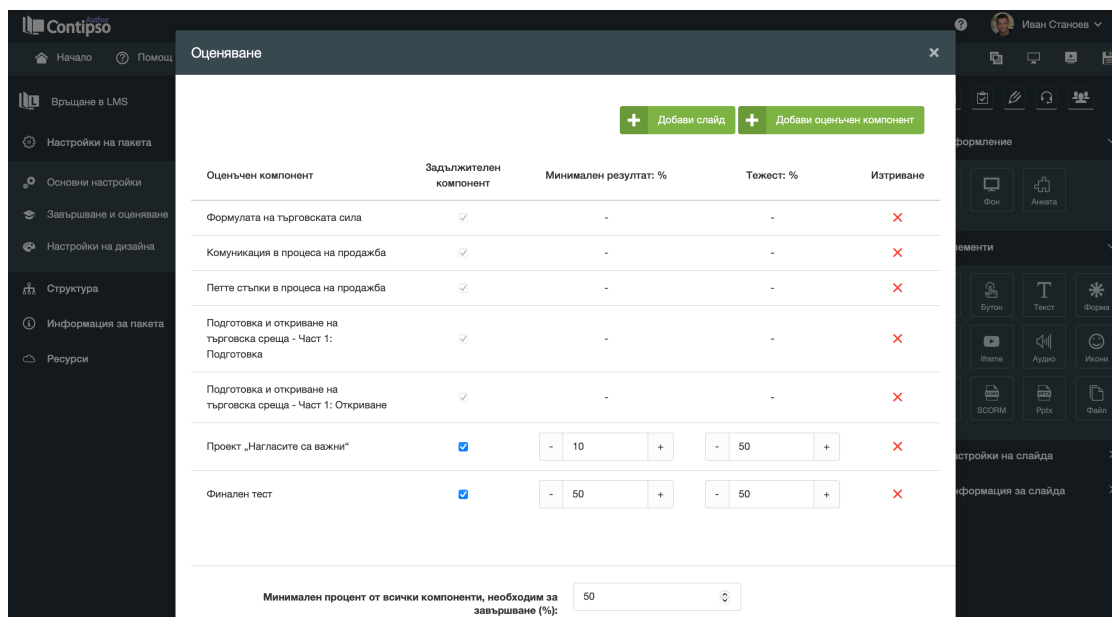 Author
Contipso
Иван Станоев
Начало
Помощ
Оценяване
Връщане в LMS
Добави слайд
Добави оценъчен компонент
Настройки на пакета
Оценъчен компонент
Задължителен
компонент
Минимален резултат: %
Тежест: %
Изтриване
Основни настройки
Завършване и оценяване
Настройки на дизайна
Структура
Информация за пакета
Ресурси
Формулата на търговската сила
-
-
Комуникация в процеса на продажба
-
-
Петте стъпки в процеса на продажба
-
-
Подготовка и откриване на
търговска среща - Част 1:
Подготовка
-
-
Подготовка и откриване на
търговска среща - Част 1: Откриване
-
-
Проект „Нагласите са важни“
- 10 +
- 50 +
Финален тест
- 50 +
- 50 +
Минимален процент от всички компоненти, необходим за
завършване (%):
50
формление
Фон
Анкета
лементи
Бутон
Текст
Форма
Iframe
Аудио
Икони
SCORM
Pptx
Файл
астройки на слайда
нформация за слайда